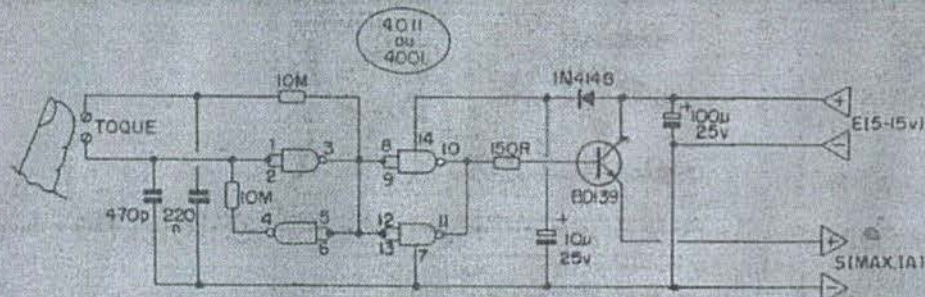 4011
ou
4001
10M
1N4148
TOQUE
1
2
3
8
9
14
10
150R
BD139
+
100µ
25v
+
E(5-15v)
-
10M
470p
220
n
4
5
6
12
13
11
7
+
10µ
25v
+
S(MAX.1A)
-